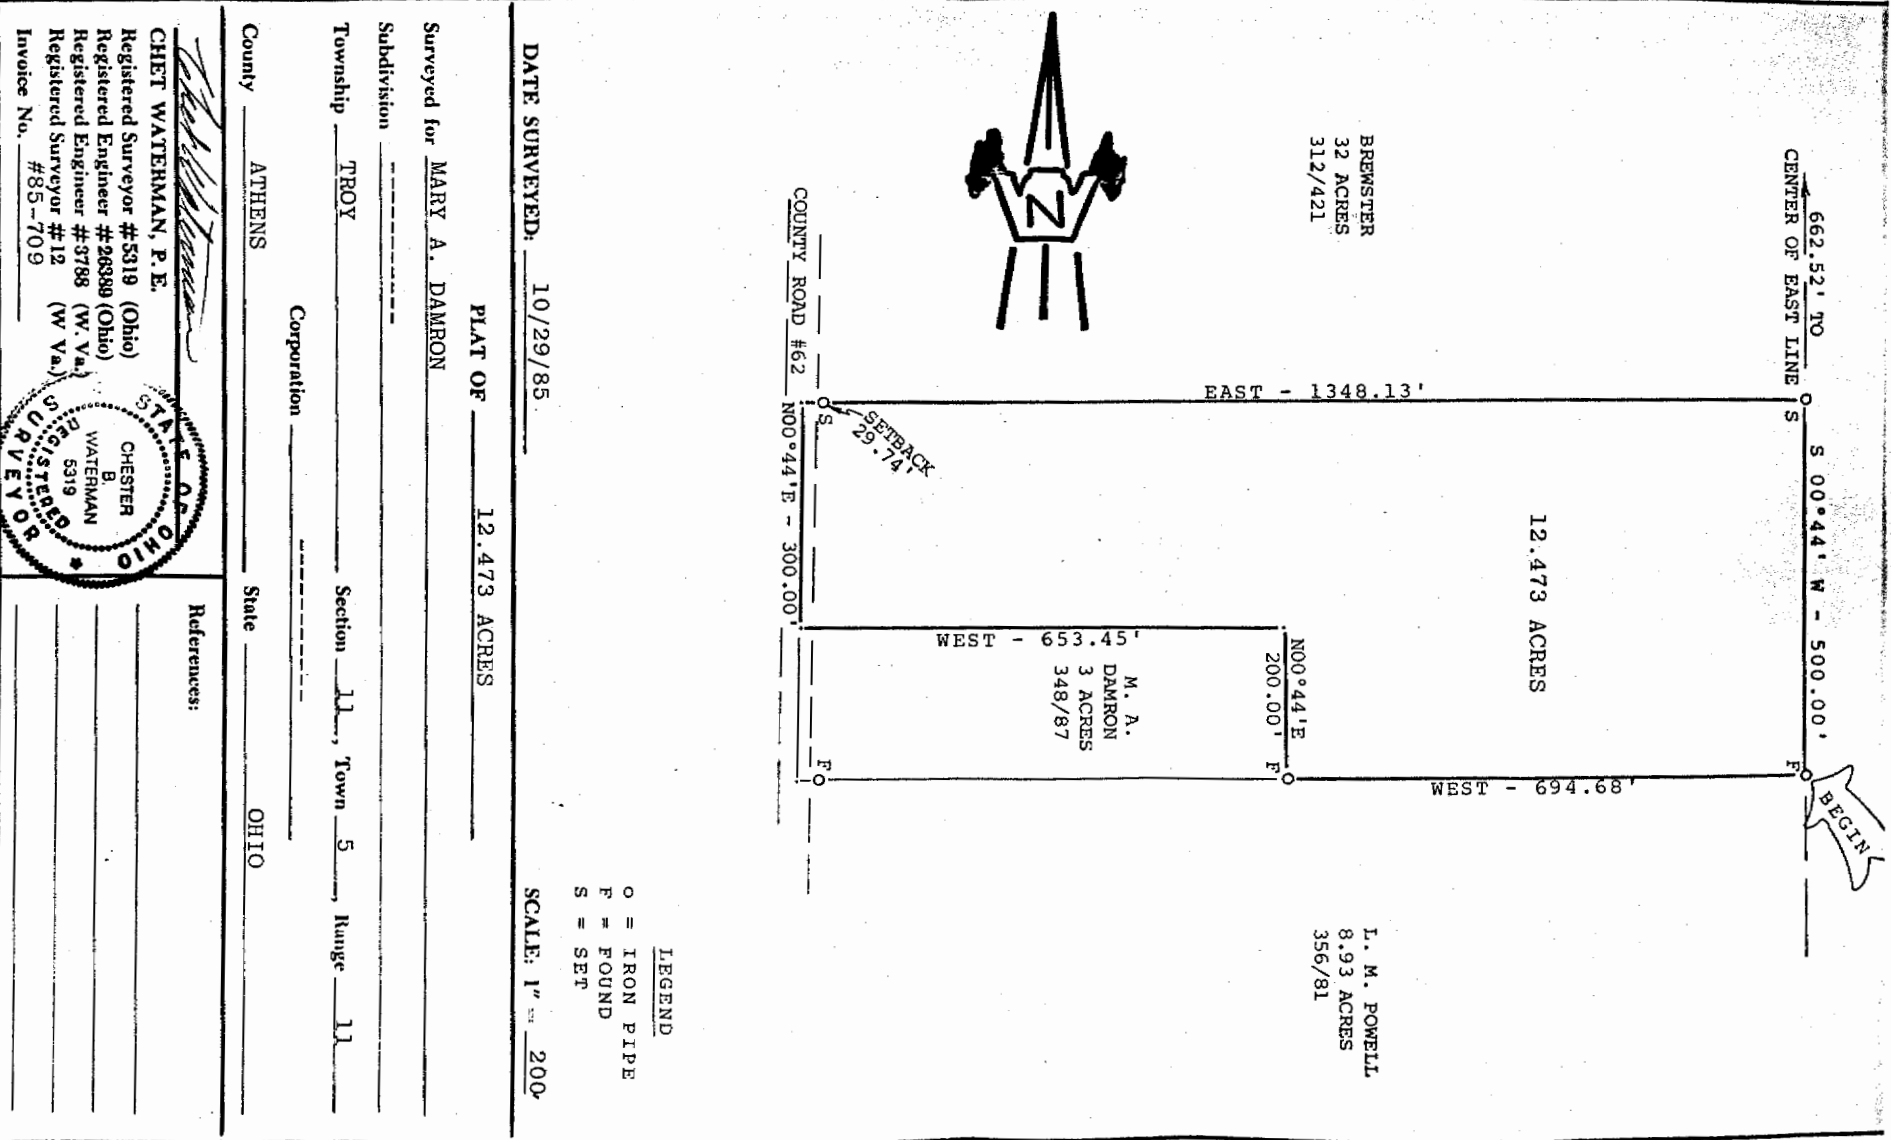 662.52' TO
CENTER OF EAST LINE
S
S 00°44' W - 500.00'
F
BEGIN
BREWSTER
32 ACRES
312/421
N
EAST - 1348.13'
12.473 ACRES
WEST - 694.68'
L. M. POWELL
8.93 ACRES
356/81
N00°44'E
200.00'
F
WEST - 653.45'
M. A.
DAMRON
3 ACRES
348/87
SETBACK
29.74'
S
COUNTY ROAD #62
N00°44'E - 300.00'
F
LEGEND
O = IRON PIPE
F = FOUND
S = SET
DATE SURVEYED: 10/29/85
SCALE: 1" = 200'
PLAT OF 12.473 ACRES
Surveyed for MARY A. DAMRON
Subdivision ----------
Township TROY Section 11, Town 5, Range 11
Corporation ----------
County ATHENS State OHIO
Chet Waterman
CHET WATERMAN, P. E.
Registered Surveyor #5319 (Ohio)
Registered Engineer #26389 (Ohio)
Registered Engineer #3788 (W. Va.)
Registered Surveyor #12 (W Va.)
Invoice No. #85-709
STATE OF OHIO
CHESTER
B.
WATERMAN
5319
REGISTERED
SURVEYOR
References: